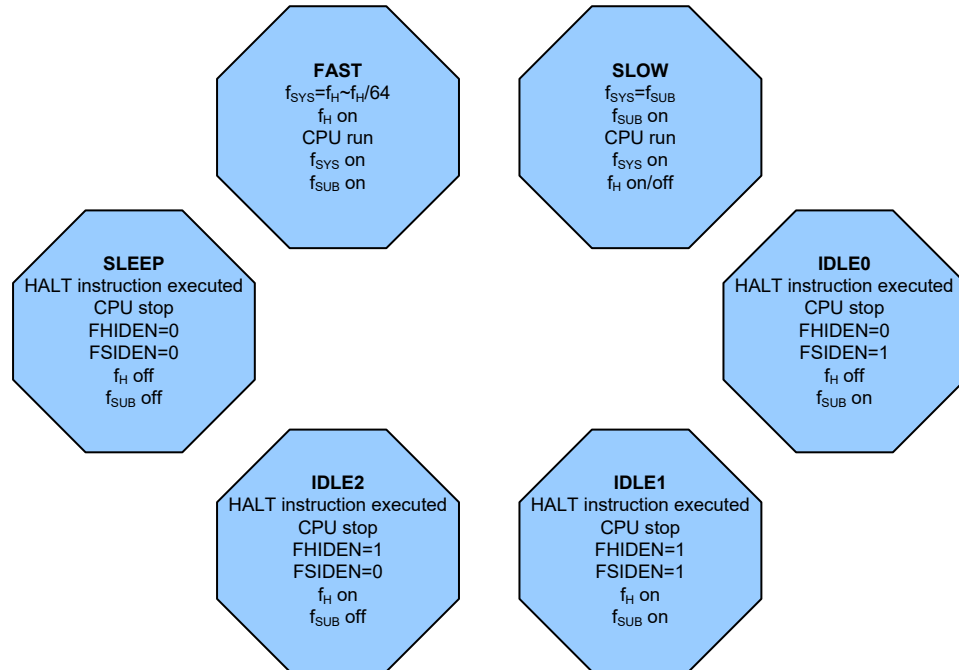 FAST
fSYS=fH~fH/64
fH on
CPU run
fSYS on
fSUB on
SLOW
fSYS=fSUB
fSUB on
CPU run
fSYS on
fH on/off
SLEEP
HALT instruction executed
CPU stop
FHIDEN=0
FSIDEN=0
fH off
fSUB off
IDLE0
HALT instruction executed
CPU stop
FHIDEN=0
FSIDEN=1
fH off
fSUB on
IDLE2
HALT instruction executed
CPU stop
FHIDEN=1
FSIDEN=0
fH on
fSUB off
IDLE1
HALT instruction executed
CPU stop
FHIDEN=1
FSIDEN=1
fH on
fSUB on